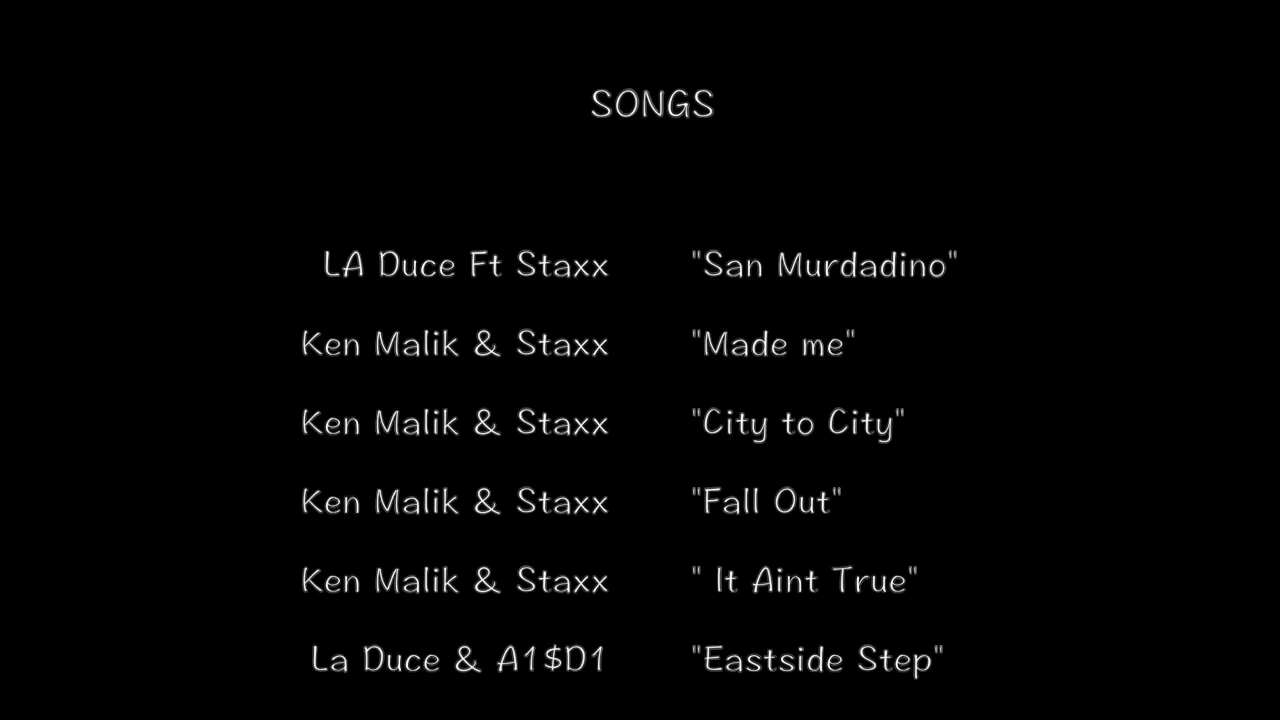 SONGS
LA Duce Ft Staxx "San Murdadino"
Ken Malik & Staxx "Made me"
Ken Malik & Staxx "City to City"
Ken Malik & Staxx "Fall Out"
Ken Malik & Staxx " It Aint True"
La Duce & A1$D1 "Eastside Step"